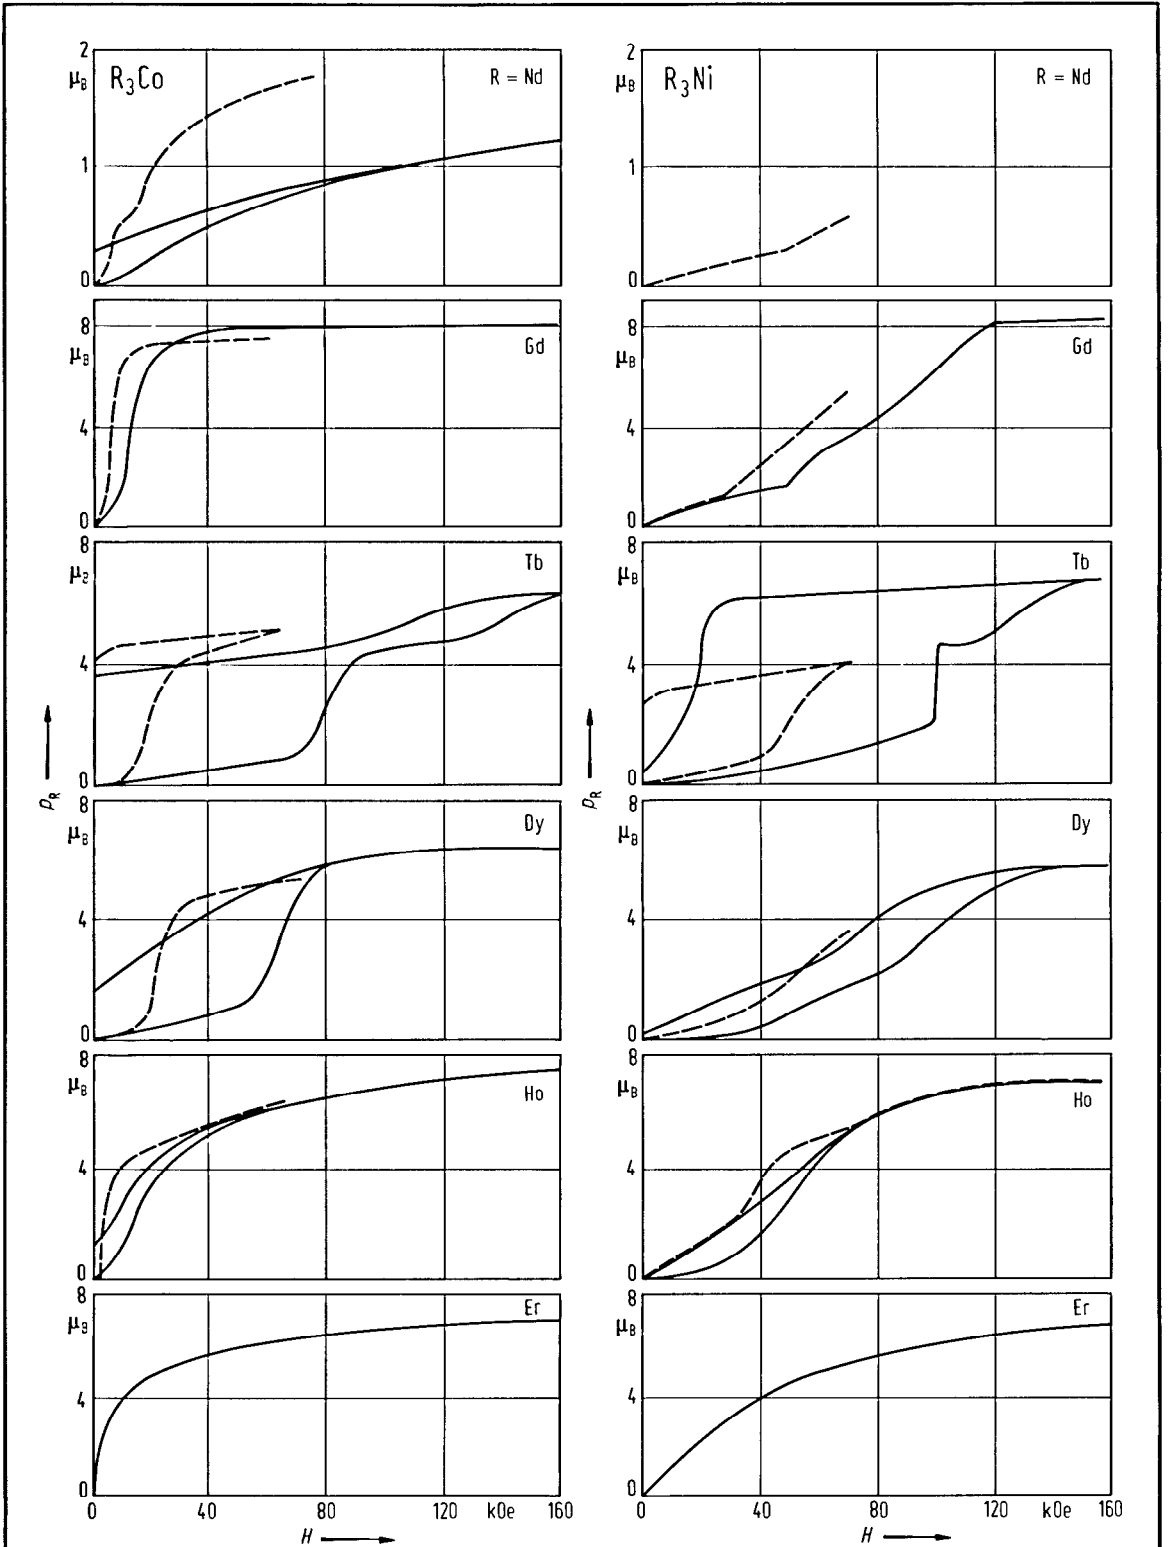 2 2
μB R₃Co R = Nd μB R₃Ni R = Nd
1 1
0 0
8 8
μB Gd μB Gd
4 4
0 0
8 8
μB Tb μB Tb
4 4
0 0
pR pR
8 8
μB Dy μB Dy
4 4
0 0
8 8
μB Ho μB Ho
4 4
0 0
8 8
μB Er μB Er
4 4
0 0
0 40 80 120 kOe 160 0 40 80 120 kOe 160
H H